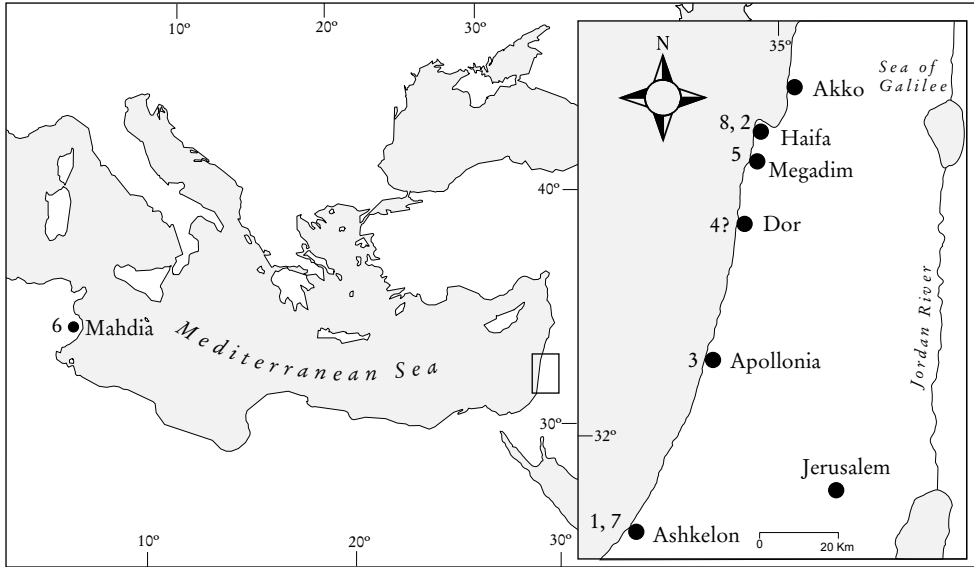 10º
20º
30º
40º
30º
10º
20º
30º
6
Mahdia
Mediterranean Sea
35º
N
Sea of
Galilee
Akko
8, 2
Haifa
5
Megadim
4?
Dor
Jordan River
3
Apollonia
32º
Jerusalem
1, 7
Ashkelon
0
20 Km